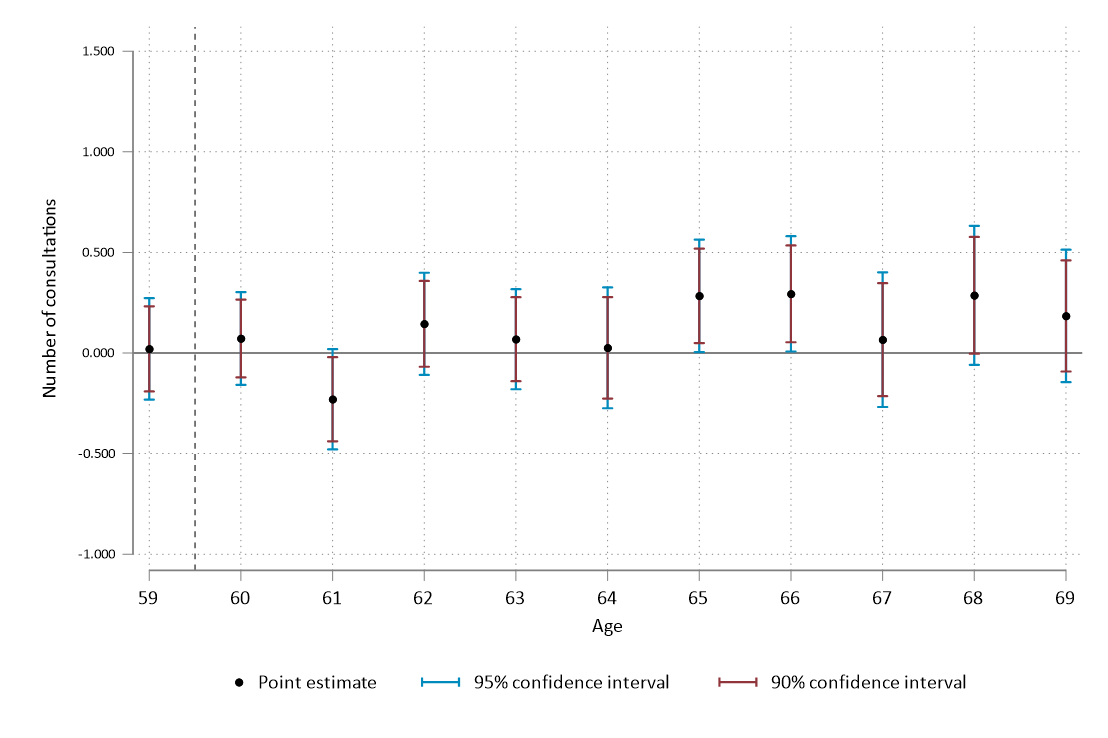 Number of consultations
1.500
1.000
0.500
0.000
-0.500
-1.000
59 60 61 62 63 64 65 66 67 68 69
Age
Point estimate 95% confidence interval 90% confidence interval